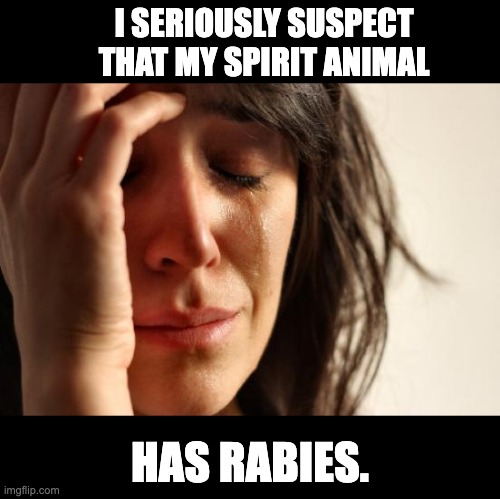 I SERIOUSLY SUSPECT
THAT MY SPIRIT ANIMAL
HAS RABIES.
imgflip.com